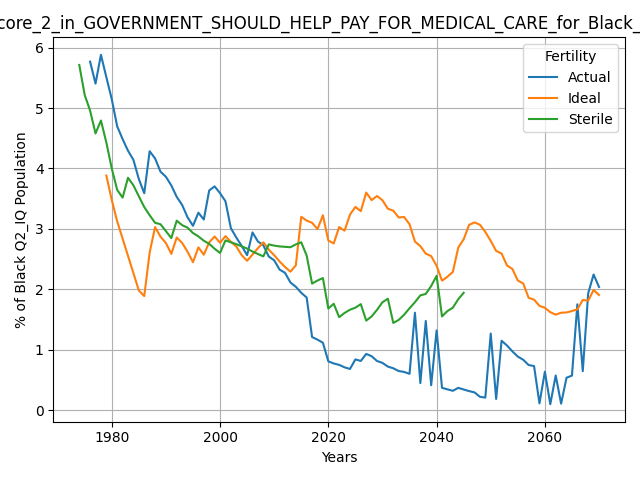 core_2_in_GOVERNMENT_SHOULD_HELP_PAY_FOR_MEDICAL_CARE_for_Black_
Fertility
Actual
Ideal
Sterile
% of Black Q2_IQ Population
6
5
4
3
2
1
0
1980 2000 2020 2040 2060
Years